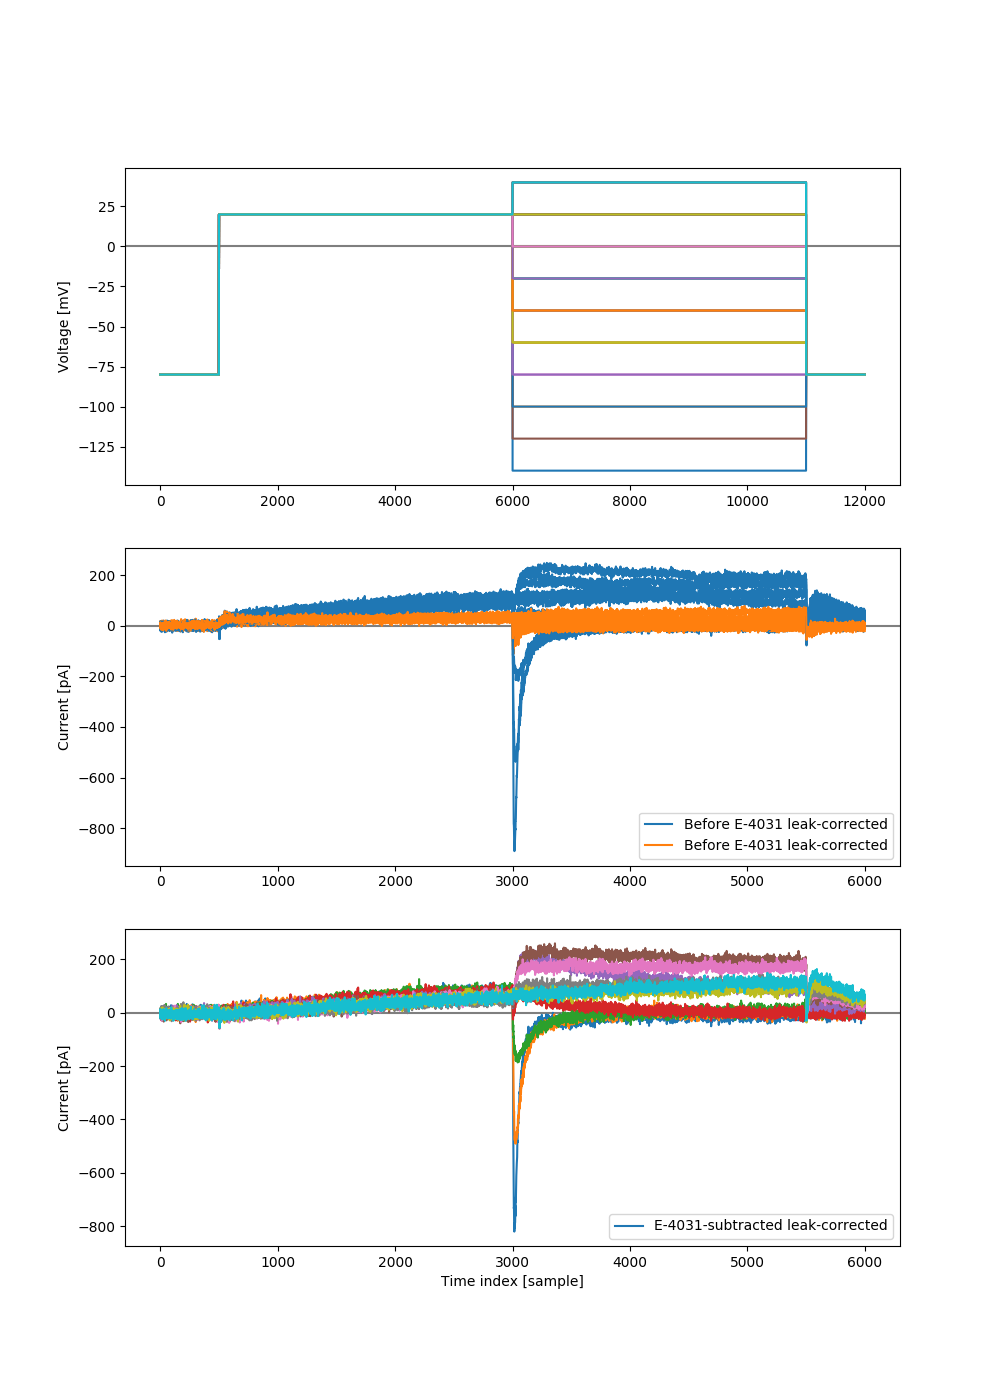 25
0
−25
−50
−75
−100
−125
Voltage [mV]
0 2000 4000 6000 8000 10000 12000
200
0
−200
−400
−600
−800
Current [pA]
Before E-4031 leak-corrected
Before E-4031 leak-corrected
0 1000 2000 3000 4000 5000 6000
200
0
−200
−400
−600
−800
Current [pA]
E-4031-subtracted leak-corrected
0 1000 2000 3000 4000 5000 6000
Time index [sample]